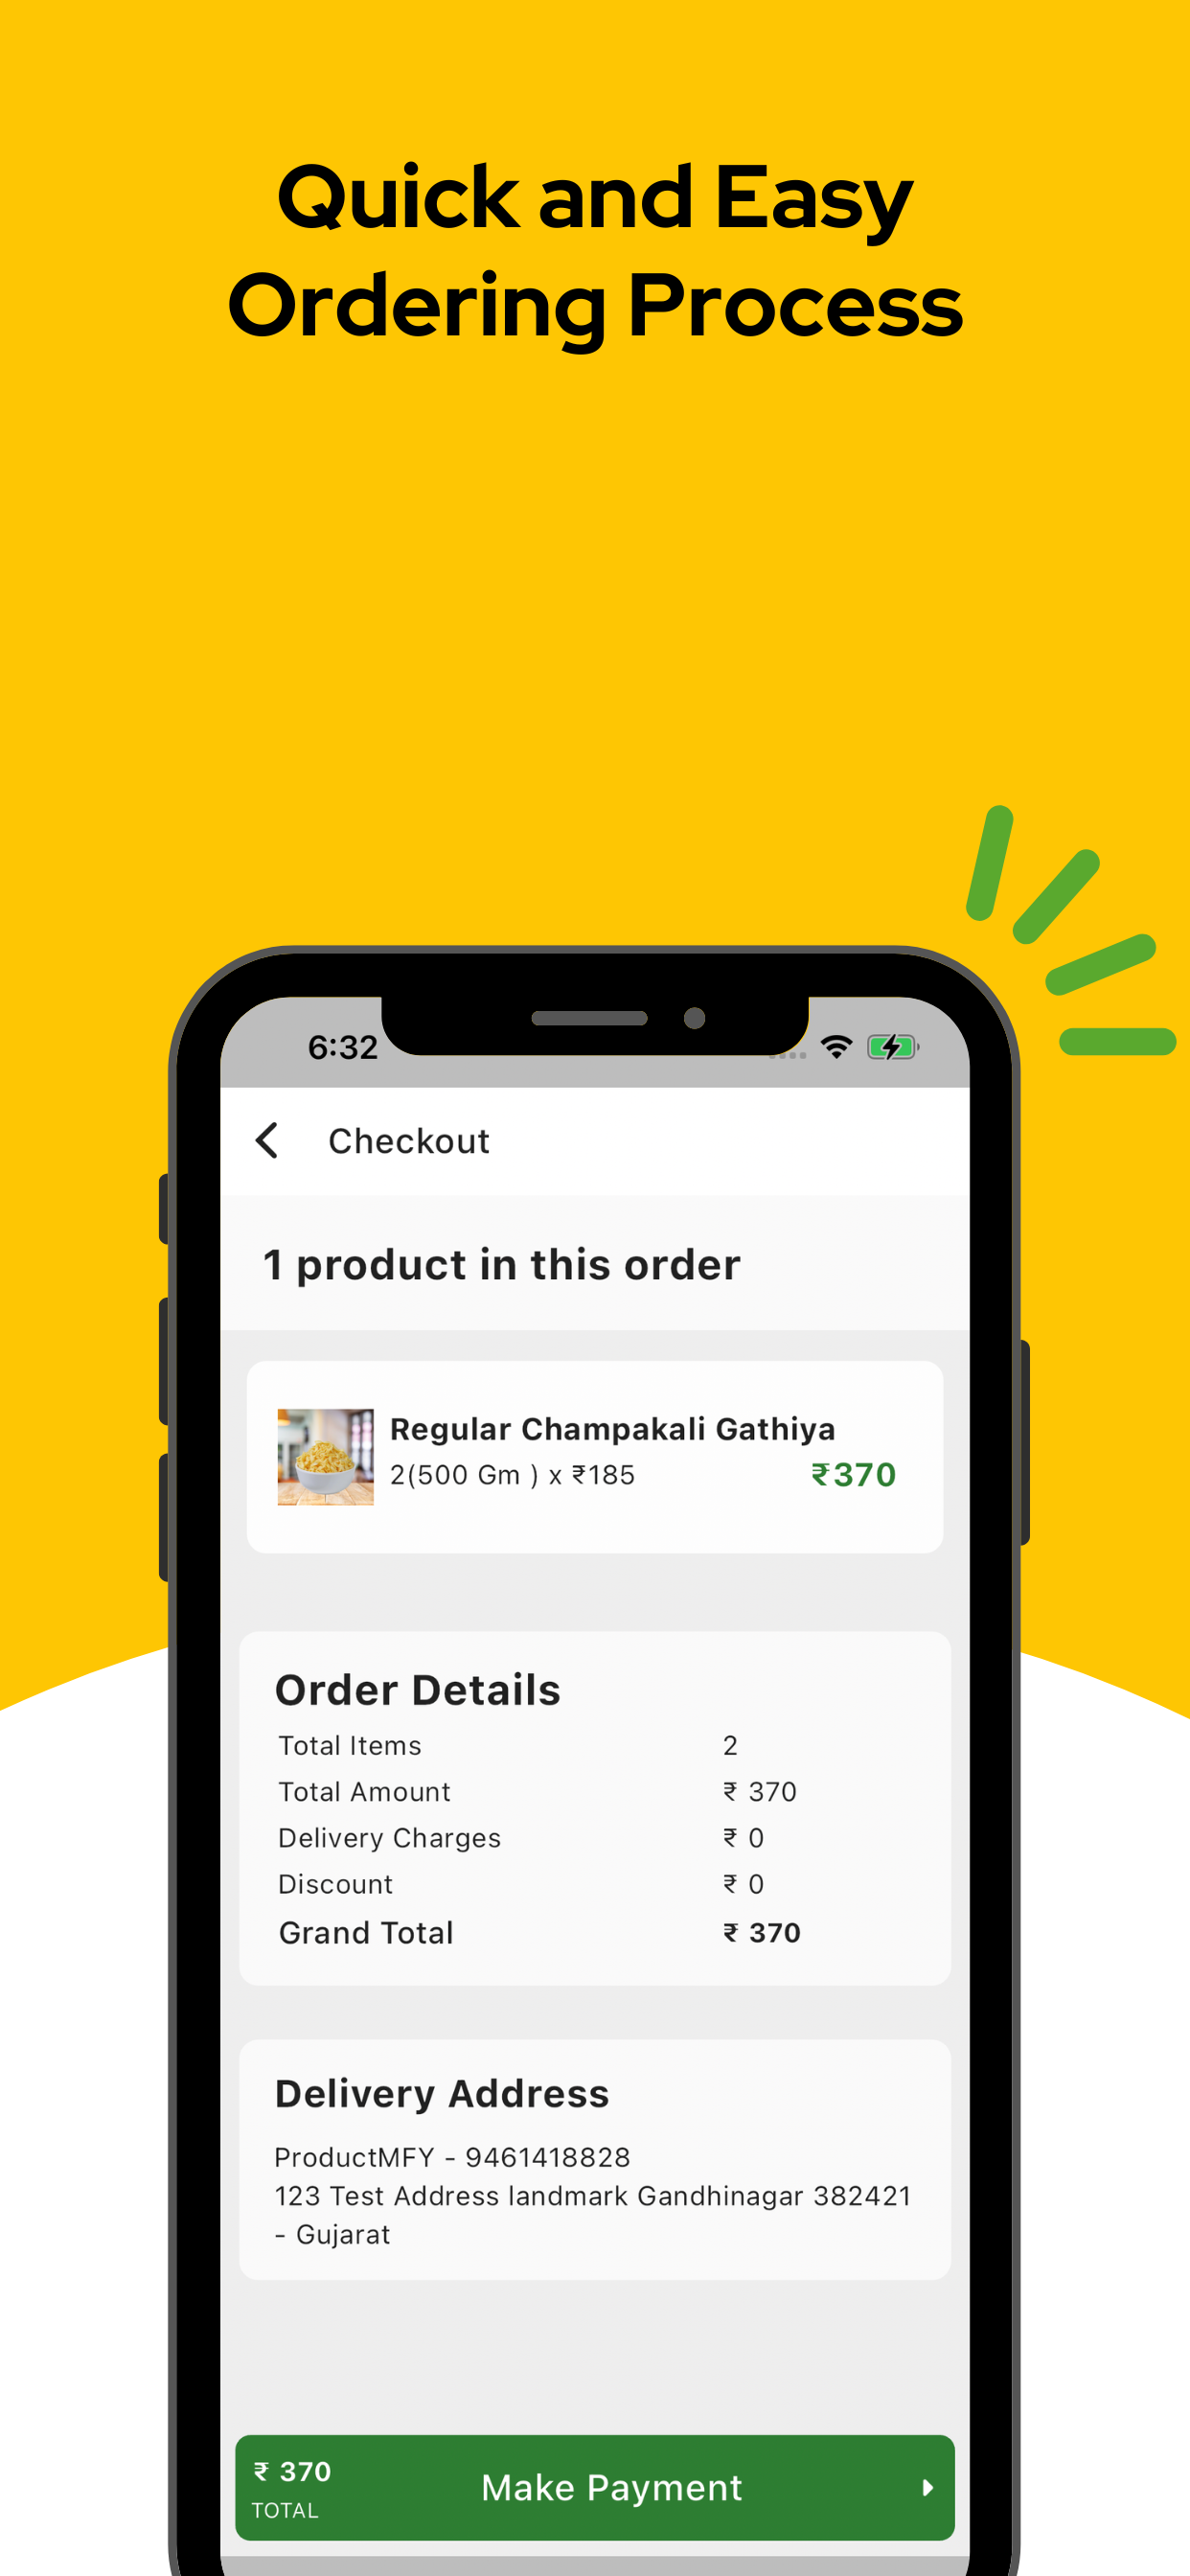 Quick and Easy
Ordering Process
6:32
Checkout
1 product in this order
Regular Champakali Gathiya
2(500 Gm ) x ₹185 ₹370
Order Details
Total Items 2
Total Amount ₹ 370
Delivery Charges ₹ 0
Discount ₹ 0
Grand Total ₹ 370
Delivery Address
ProductMFY - 9461418828
123 Test Address landmark Gandhinagar 382421
- Gujarat
₹ 370
TOTAL
Make Payment